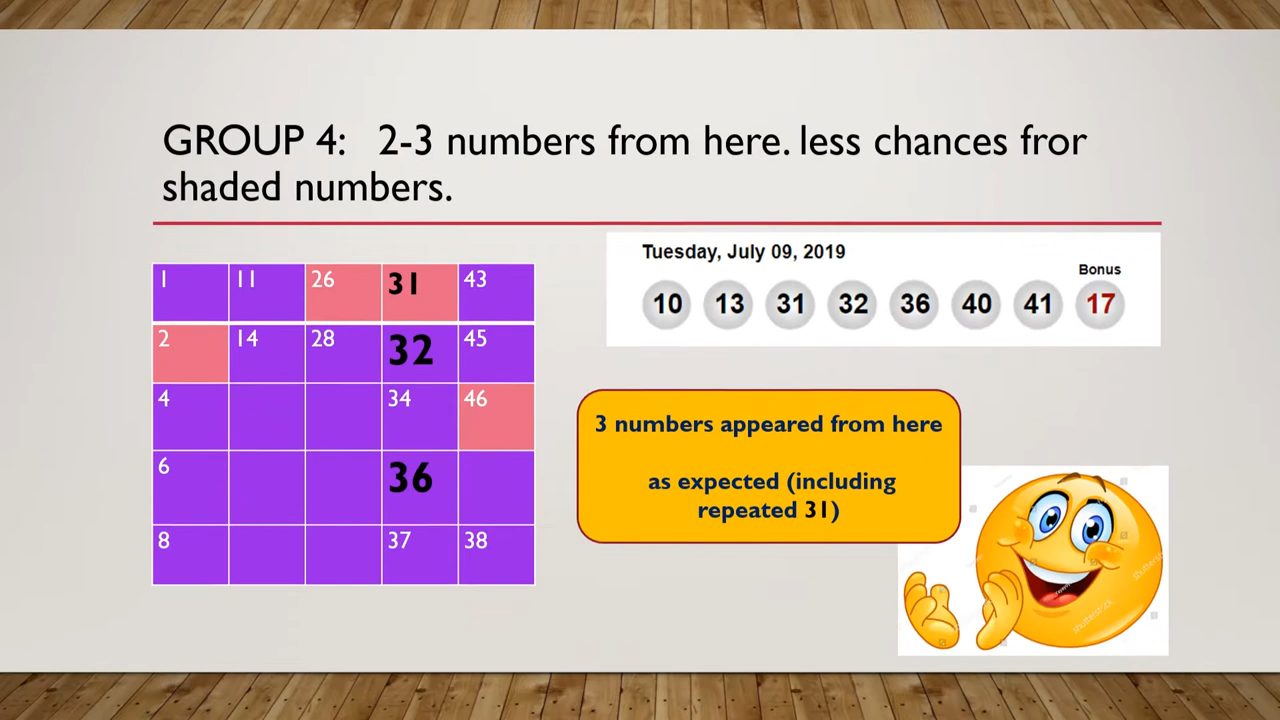 GROUP 4: 2-3 numbers from here. less chances fror
shaded numbers.
Tuesday, July 09, 2019
Bonus
10 13 31 32 36 40 41 17
1 11 26 31 43
2 14 28 32 45
4 34 46
6 36
8 37 38
3 numbers appeared from here
as expected (including
repeated 31)
shutterstock